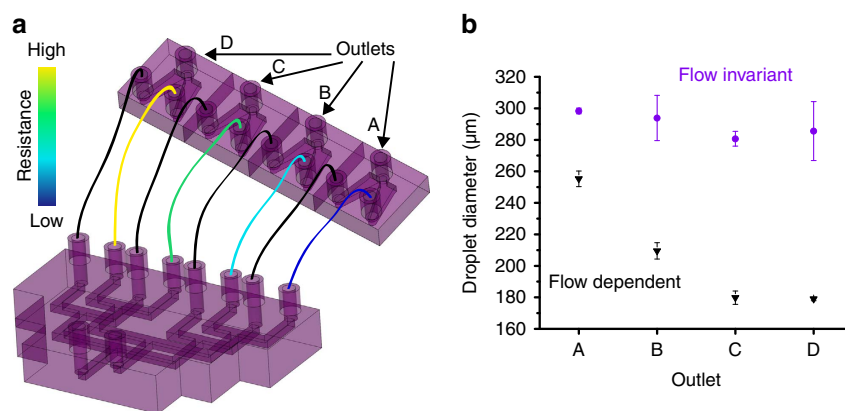 a
High
Resistance
Low
D
Outlets
C
B
A
b
Flow invariant
Flow dependent
Droplet diameter (μm)
320
300
280
260
240
220
200
180
160
A B C D
Outlet